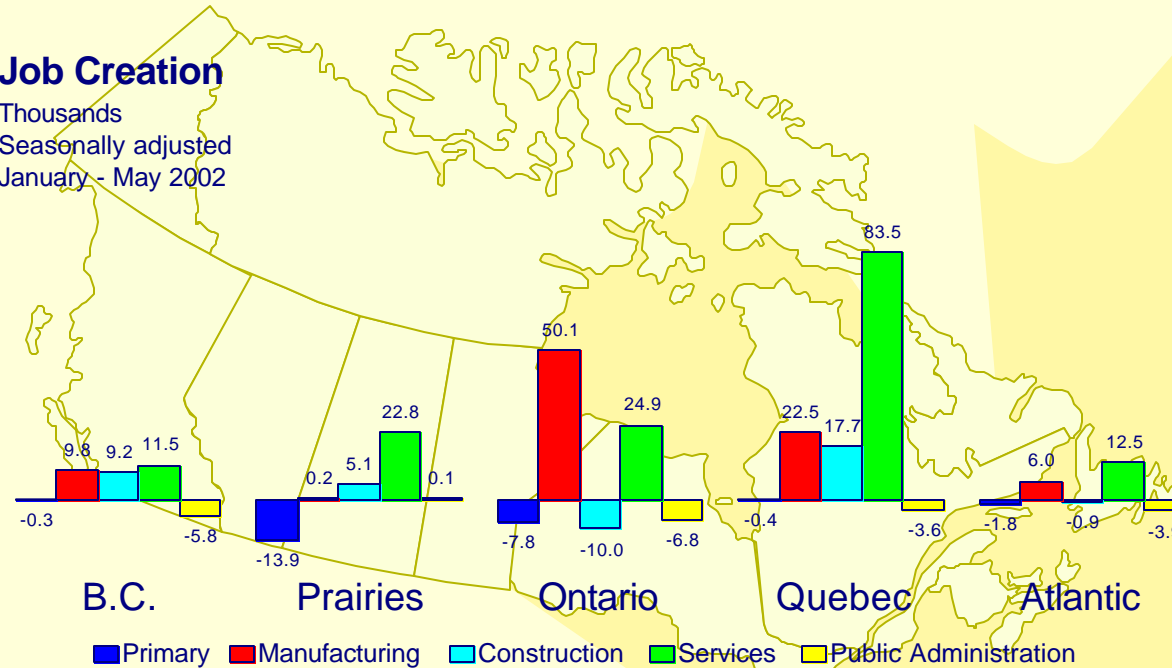 Job Creation
Thousands
Seasonally adjusted
January - May 2002
-0.3
9.8
9.2
11.5
-5.8
-13.9
0.2
5.1
22.8
0.1
-7.8
50.1
-10.0
24.9
-6.8
-0.4
22.5
17.7
83.5
-3.6
-1.8
6.0
-0.9
12.5
B.C.
Prairies
Ontario
Quebec
Atlantic
Primary
Manufacturing
Construction
Services
Public Administration